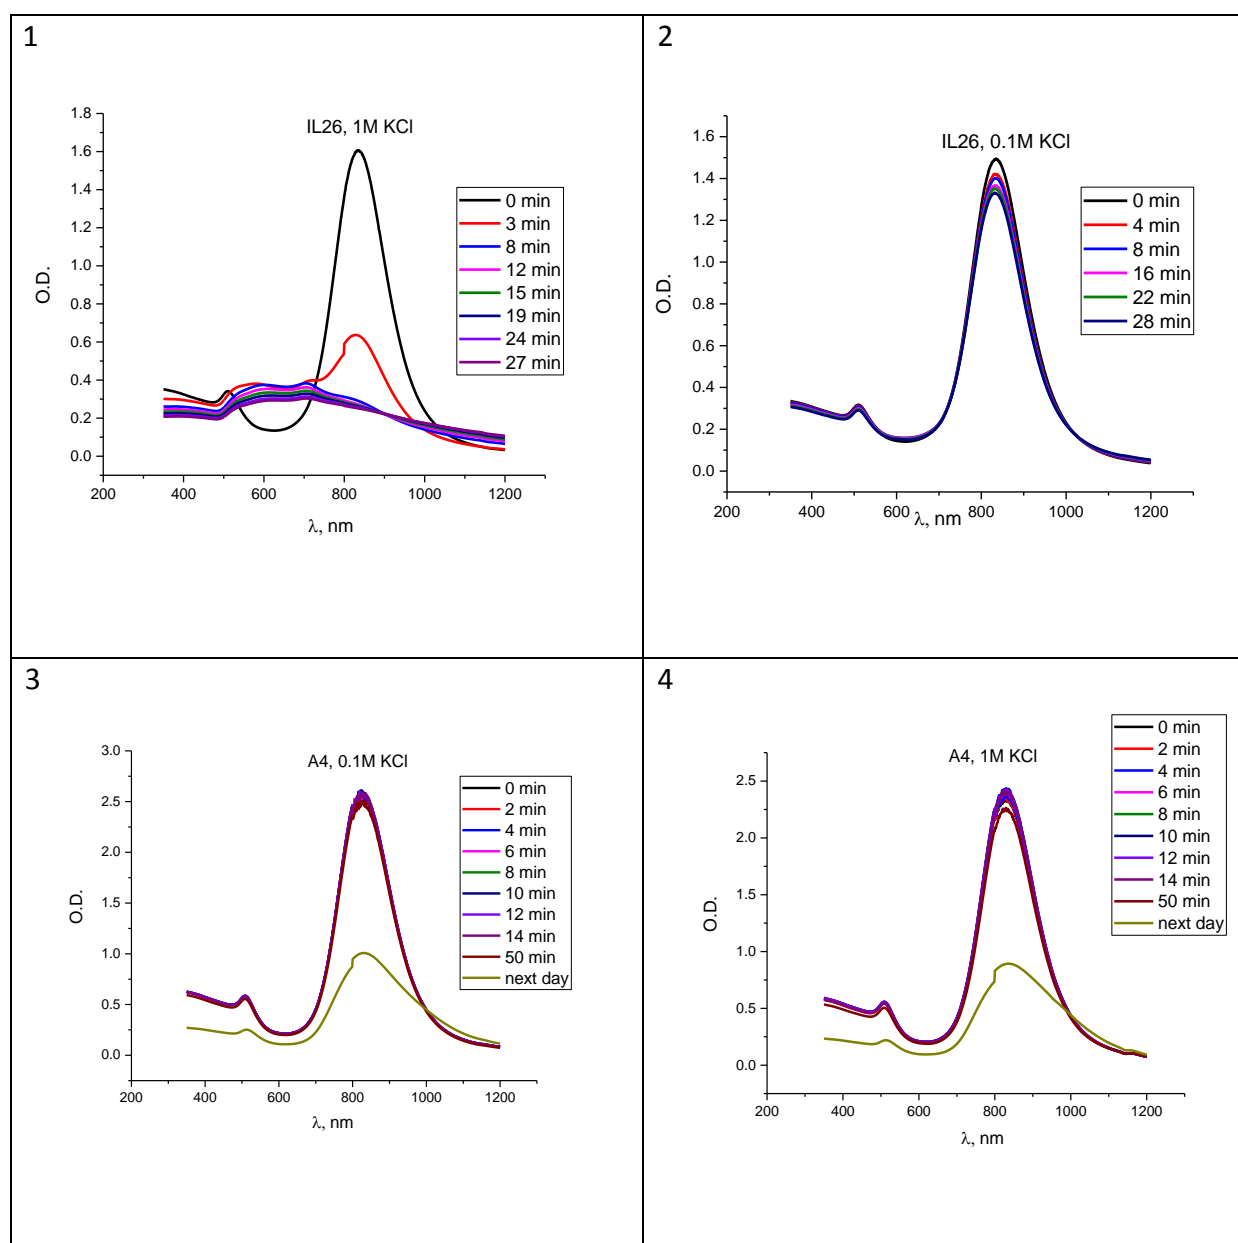 1
IL26, 1M KCl
1.8
1.6
1.4
1.2
1.0
0.8
0.6
0.4
0.2
0.0
O.D.
0 min
3 min
8 min
12 min
15 min
19 min
24 min
27 min
200 400 600 800 1000 1200
λ, nm
2
IL26, 0.1M KCl
1.6
1.4
1.2
1.0
0.8
0.6
0.4
0.2
0.0
O.D.
0 min
4 min
8 min
16 min
22 min
28 min
200 400 600 800 1000 1200
λ, nm
3
A4, 0.1M KCl
3.0
2.5
2.0
1.5
1.0
0.5
0.0
O.D.
0 min
2 min
4 min
6 min
8 min
10 min
12 min
14 min
50 min
next day
200 400 600 800 1000 1200
λ, nm
4
A4, 1M KCl
2.5
2.0
1.5
1.0
0.5
0.0
O.D.
0 min
2 min
4 min
6 min
8 min
10 min
12 min
14 min
50 min
next day
200 400 600 800 1000 1200
λ, nm